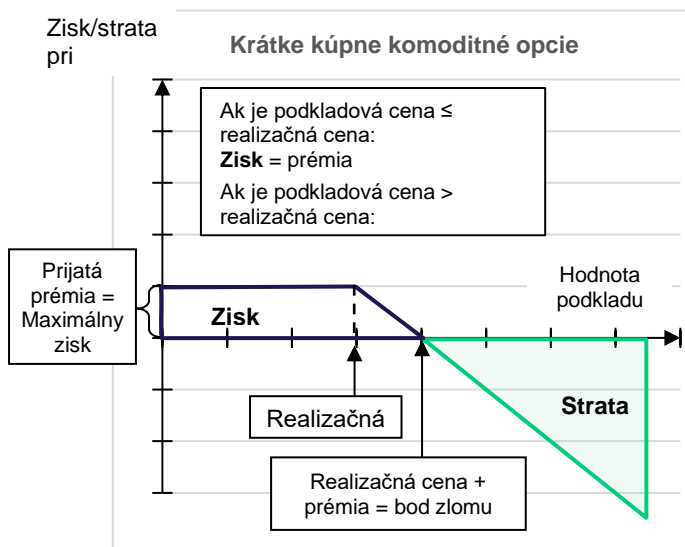 Zisk/strata
pri
Krátke kúpne komoditné opcie
Ak je podkladová cena ≤
realizačná cena:
Zisk = prémia
Ak je podkladová cena >
realizačná cena:
Prijatá
prémia =
Maximálny
zisk
Zisk
Hodnota
podkladu
Realizačná
Strata
Realizačná cena +
prémia = bod zlomu